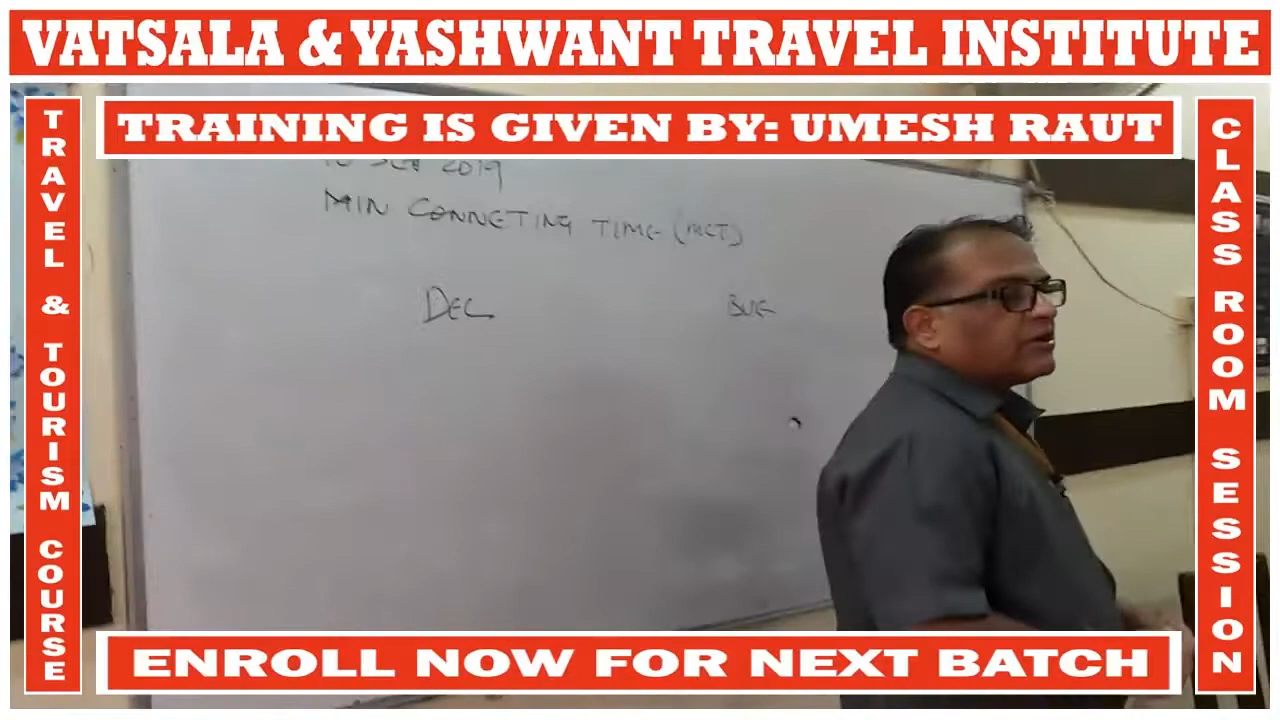 VATSALA & YASHWANT TRAVEL INSTITUTE
TRAINING IS GIVEN BY: UMESH RAUT
TRAVEL & TOURISM COURSE
CLASS ROOM SESSION
2019
MIN CONNETING TIME (MCT)
DEL
ENROLL NOW FOR NEXT BATCH